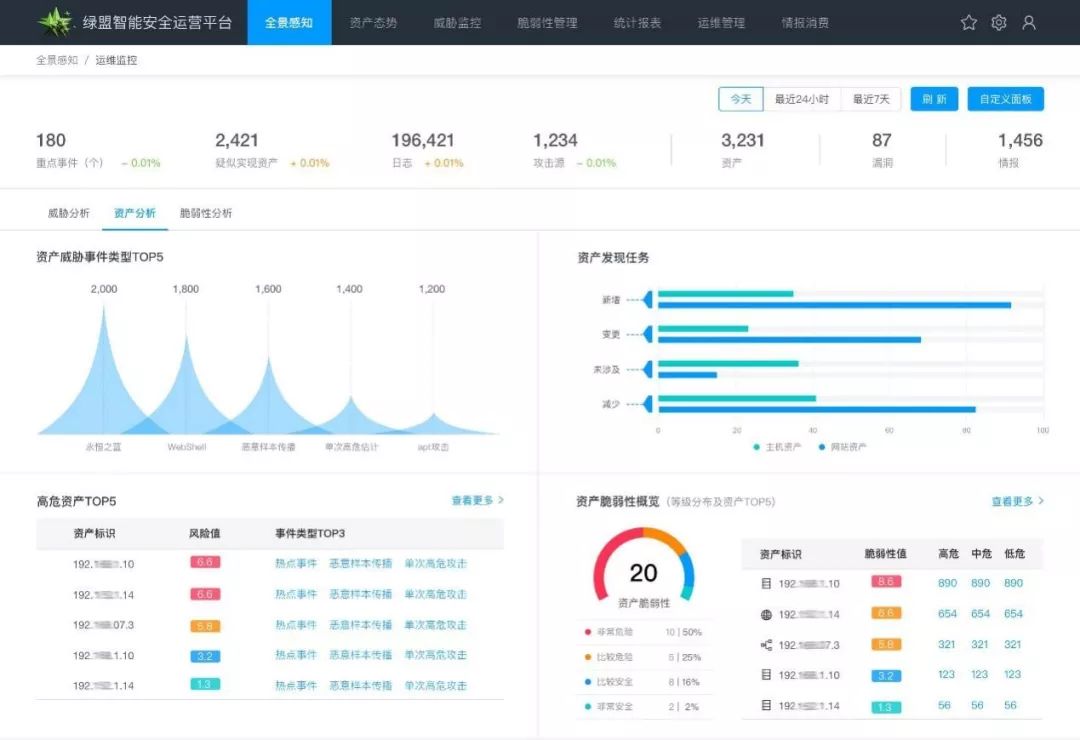 绿盟智能安全运营平台 全景感知 资产态势 威胁监控 脆弱性管理 统计报表 运维管理 情报消费
全景感知 / 运维监控
今天 最近24小时 最近7天 刷 新 自定义面板
180 2,421 196,421 1,234 3,231 87 1,456
重点事件（个） − 0.01% 疑似实现资产 + 0.01% 日志 + 0.01% 攻击源 − 0.01% 资产 漏洞 情报
威胁分析 资产分析 脆弱性分析
资产威胁事件类型TOP5
2,000 1,800 1,600 1,400 1,200
永恒之蓝 WebShell 恶意样本传播 单次高危估计 apt攻击
资产发现任务
新增
变更
未涉及
减少
0 20 40 60 80 100
主机资产 网站资产
高危资产TOP5 查看更多
资产标识 风险值 事件类型TOP3
192. .10 6.6 热点事件 恶意样本传播 单次高危攻击
192. .14 6.6 热点事件 恶意样本传播 单次高危攻击
192. 07.3 5.8 热点事件 恶意样本传播 单次高危攻击
192. .1.10 3.2 热点事件 恶意样本传播 单次高危攻击
192. .1.14 1.3 热点事件 恶意样本传播 单次高危攻击
资产脆弱性概览（等级分布及资产TOP5） 查看更多
20
资产脆弱性
非常危险 10 | 50%
比较危险 5 | 25%
比较安全 8 | 16%
非常安全 2 | 2%
资产标识 脆弱性值 高危 中危 低危
192. .1.10 8.6 890 890 890
192. .14 6.6 654 654 654
192. 07.3 5.8 321 321 321
192. .1.10 3.2 123 123 123
192. .1.14 1.3 56 56 56